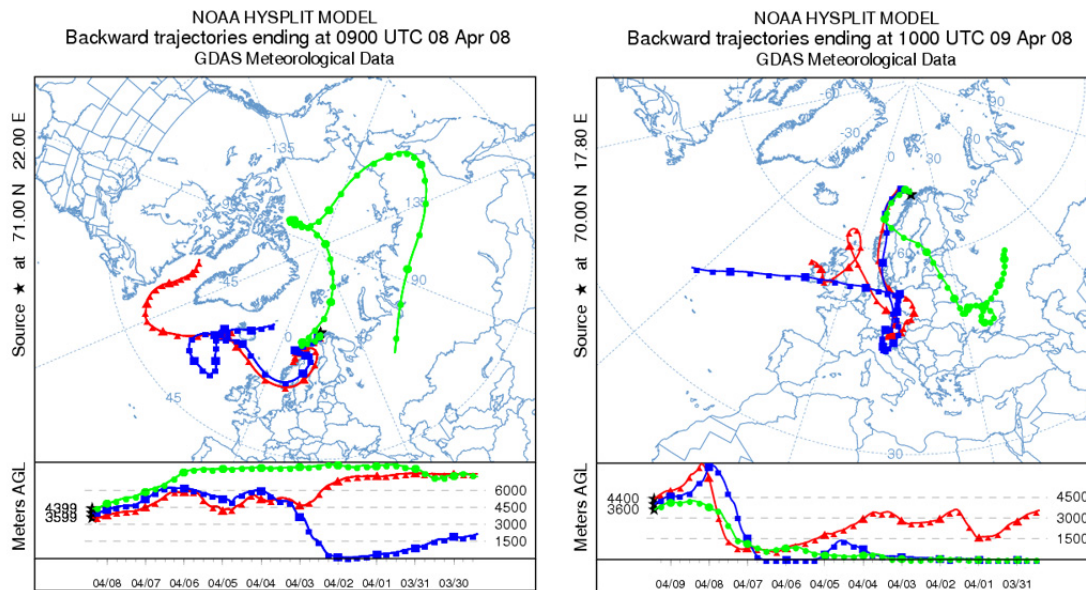 NOAA HYSPLIT MODEL
Backward trajectories ending at 0900 UTC 08 Apr 08
GDAS Meteorological Data
Source ★ at 71.00 N 22.00 E
-135
135
90
45
0
45
Meters AGL
3599
6000
4500
3000
1500
04/08 04/07 04/06 04/05 04/04 04/03 04/02 04/01 03/31 03/30
NOAA HYSPLIT MODEL
Backward trajectories ending at 1000 UTC 09 Apr 08
GDAS Meteorological Data
Source ★ at 70.00 N 17.80 E
-60
-30
0
30
60
90
60
30
Meters AGL
4400
3600
4500
3000
1500
04/09 04/08 04/07 04/06 04/05 04/04 04/03 04/02 04/01 03/31